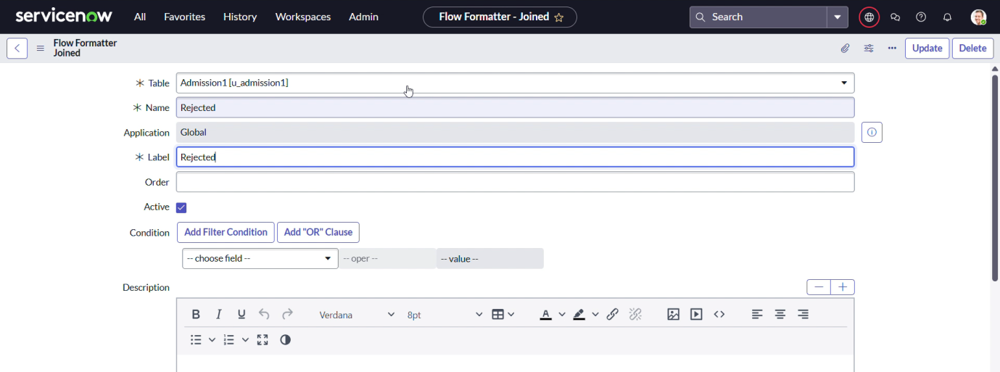 servicenow All Favorites History Workspaces Admin Flow Formatter - Joined Search
Flow Formatter
Joined
Update Delete
Table Admission1 [u_admission1]
Name Rejected
Application Global
Label Rejected
Order
Active
Condition Add Filter Condition Add "OR" Clause
-- choose field -- -- oper -- -- value --
Description
B I U Verdana 8pt A